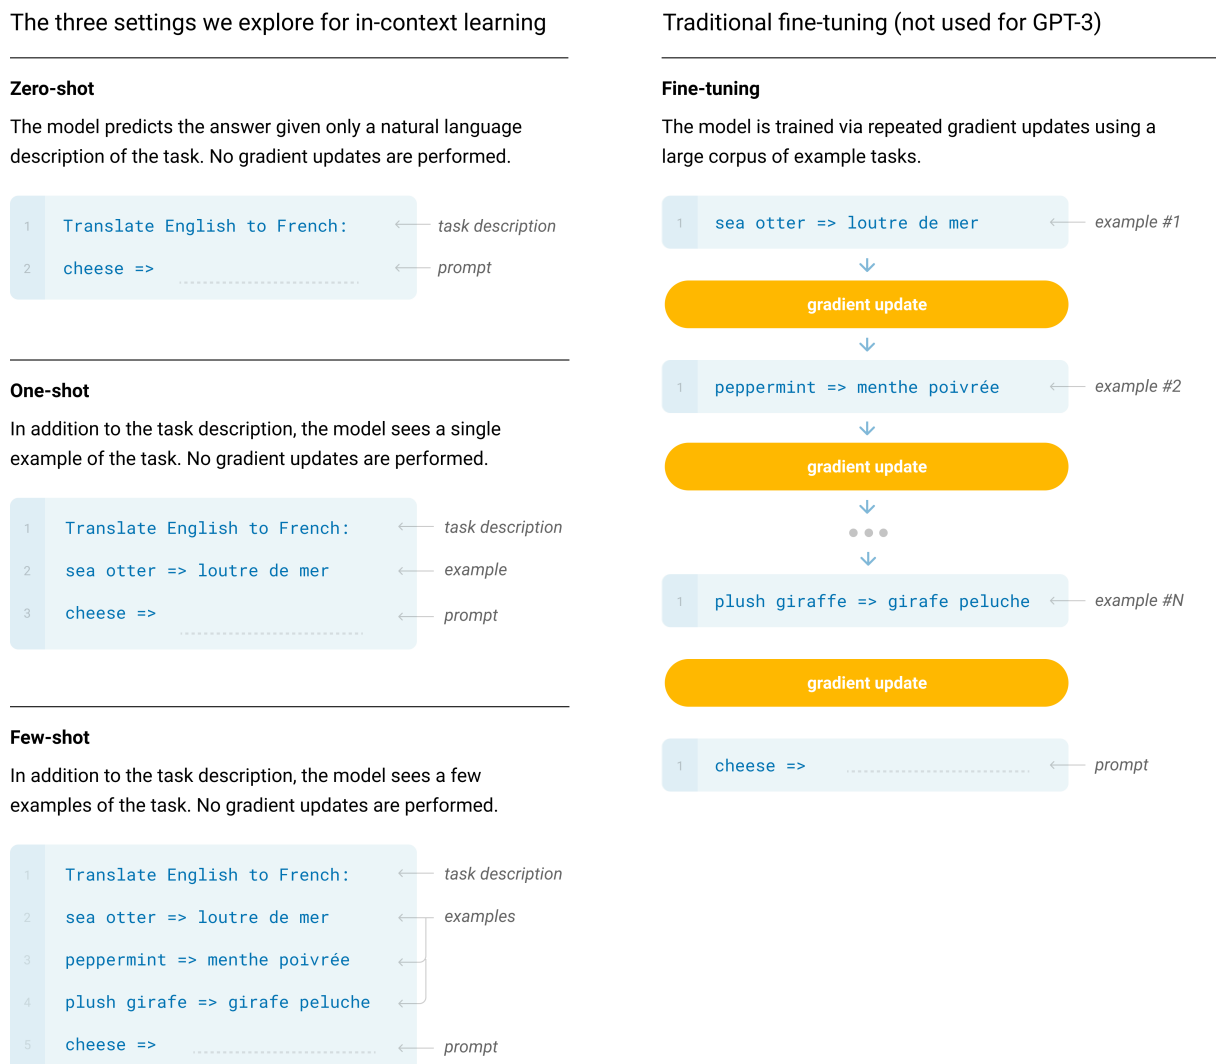 The three settings we explore for in-context learning
Zero-shot
The model predicts the answer given only a natural language
description of the task. No gradient updates are performed.
1 Translate English to French: task description
2 cheese => prompt
One-shot
In addition to the task description, the model sees a single
example of the task. No gradient updates are performed.
1 Translate English to French: task description
2 sea otter => loutre de mer example
3 cheese => prompt
Few-shot
In addition to the task description, the model sees a few
examples of the task. No gradient updates are performed.
1 Translate English to French: task description
2 sea otter => loutre de mer examples
3 peppermint => menthe poivrée
4 plush girafe => girafe peluche
5 cheese => prompt
Traditional fine-tuning (not used for GPT-3)
Fine-tuning
The model is trained via repeated gradient updates using a
large corpus of example tasks.
1 sea otter => loutre de mer example #1
gradient update
1 peppermint => menthe poivrée example #2
gradient update
1 plush giraffe => girafe peluche example #N
gradient update
1 cheese => prompt